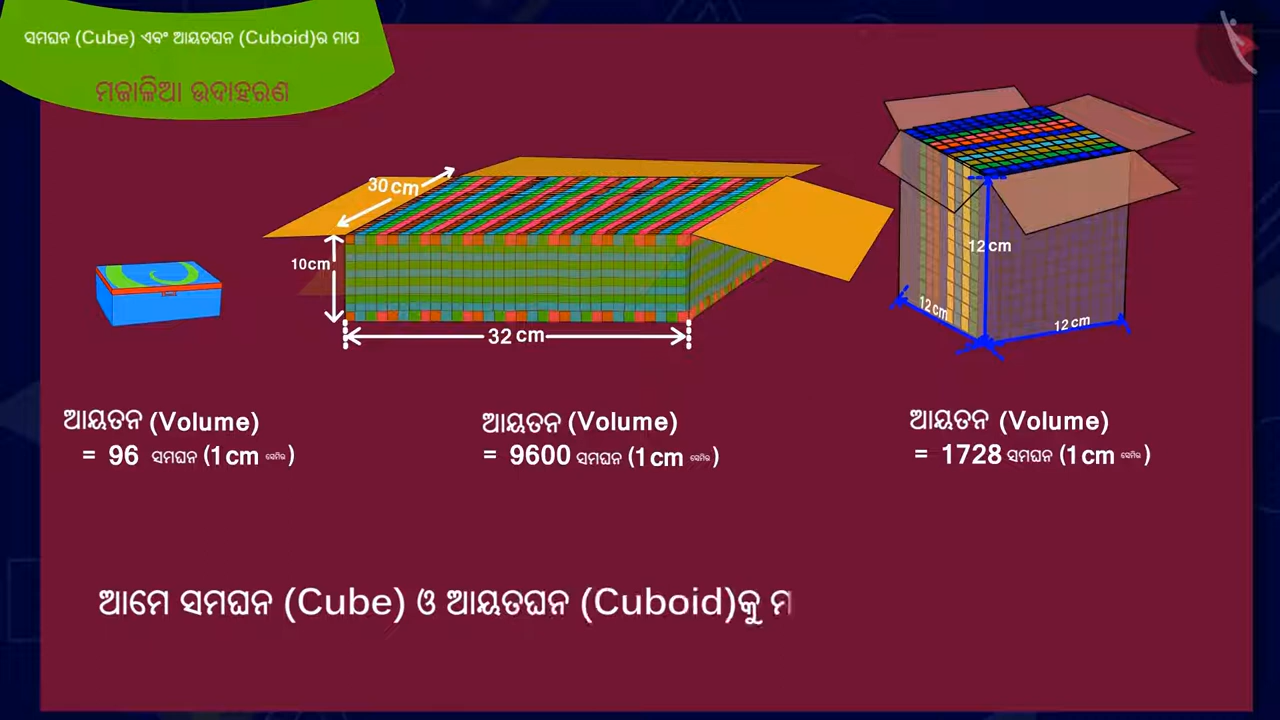 ସମଘନ (Cube) ଏବଂ ଆୟତଘନ (Cuboid)ର ମାପ
ମଜାଳିଆ ଉଦାହରଣ
30 cm
10cm
32 cm
12 cm
12 cm
12 cm
ଆୟତନ (Volume)
= 96 ସମଘନ (1 cm ସେମିର)
ଆୟତନ (Volume)
= 9600 ସମଘନ (1 cm ସେମିର)
ଆୟତନ (Volume)
= 1728 ସମଘନ (1 cm ସେମିର)
ଆମେ ସମଘନ (Cube) ଓ ଆୟତଘନ (Cuboid)କୁ ମ